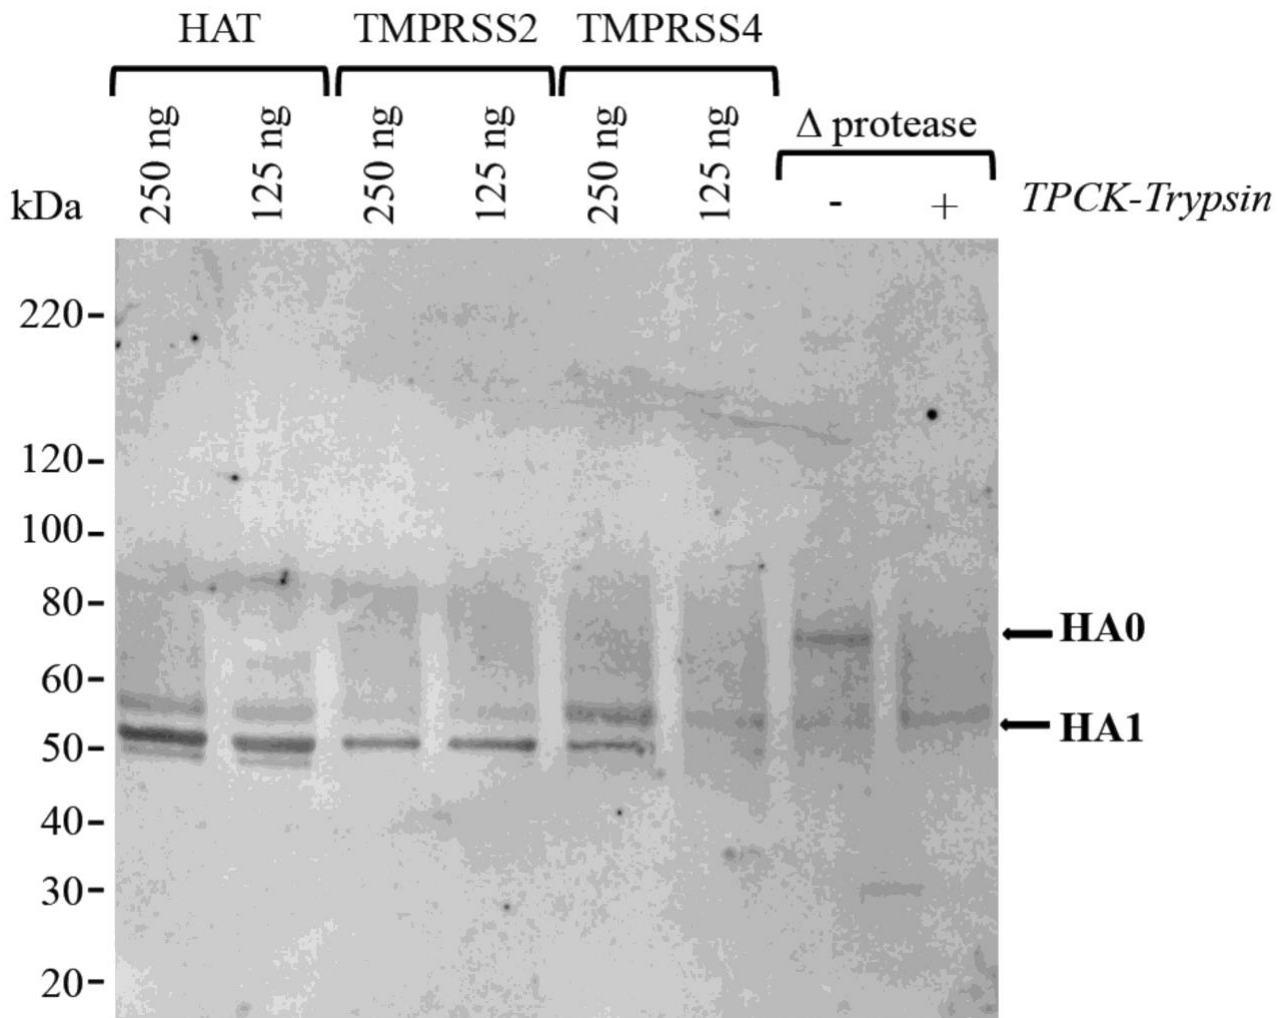 HAT TMPRSS2 TMPRSS4
250 ng 125 ng 250 ng 125 ng 250 ng 125 ng
Δ protease
kDa - + TPCK-Trypsin
220
120
100
80
HA0
60
HA1
50
40
30
20